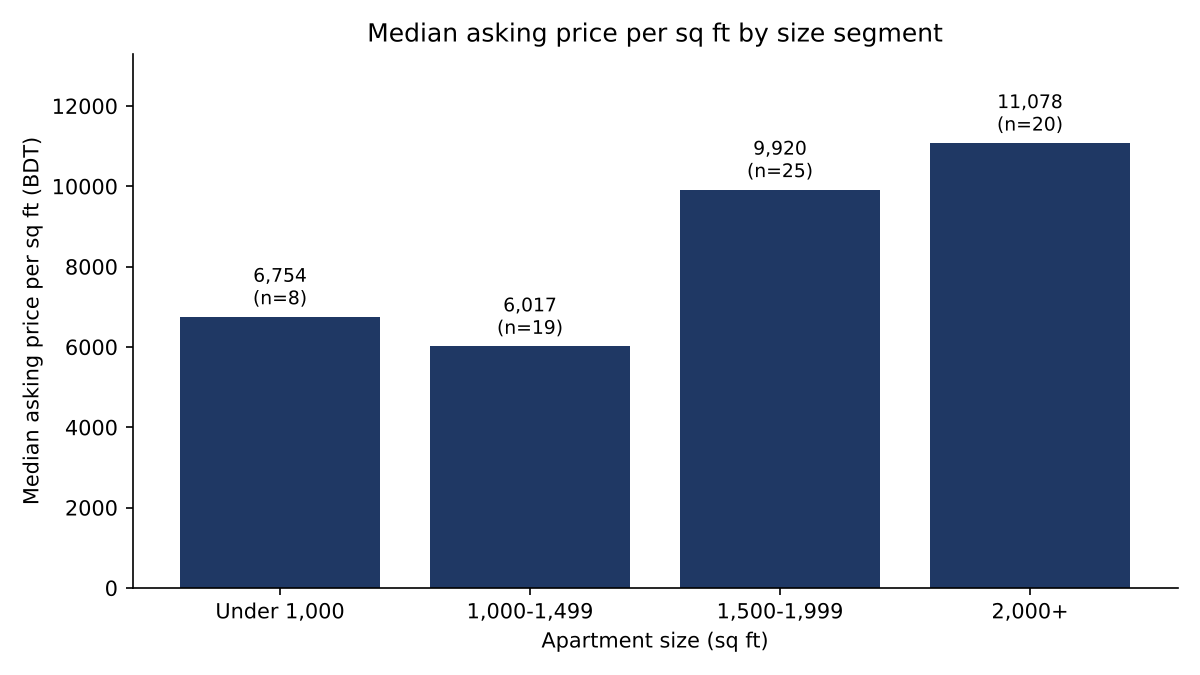 Median asking price per sq ft by size segment
Median asking price per sq ft (BDT)
12000
10000
8000
6000
4000
2000
0
6,754
(n=8)
6,017
(n=19)
9,920
(n=25)
11,078
(n=20)
Under 1,000
1,000-1,499
1,500-1,999
2,000+
Apartment size (sq ft)